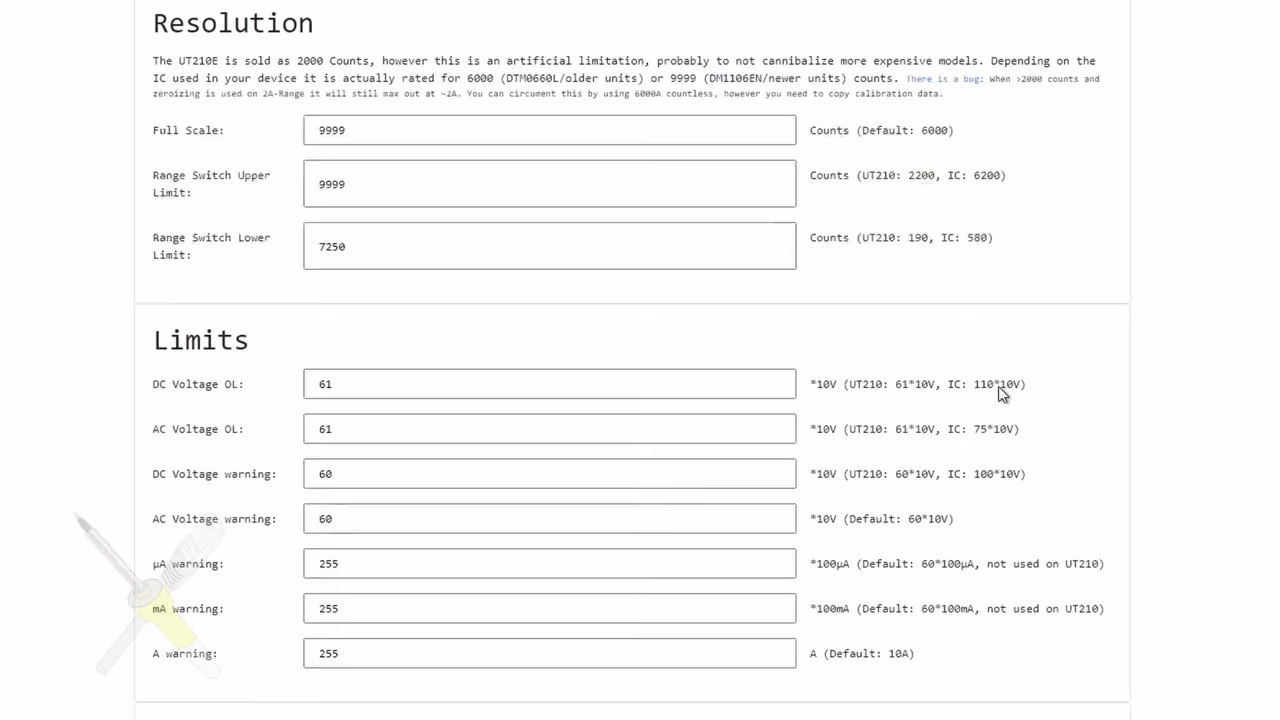 Resolution
The UT210E is sold as 2000 Counts, however this is an artificial limitation, probably to not cannibalize more expensive models. Depending on the
IC used in your device it is actually rated for 6000 (DTM0660L/older units) or 9999 (DM1106EN/newer units) counts. There is a bug: When >2000 counts and
zeroizing is used on 2A-Range it will still max out at ~2A. You can circument this by using 6000A countless, however you need to copy calibration data.
Full Scale: 9999 Counts (Default: 6000)
Range Switch Upper
Limit: 9999 Counts (UT210: 2200, IC: 6200)
Range Switch Lower
Limit: 7250 Counts (UT210: 190, IC: 580)
Limits
DC Voltage OL: 61 *10V (UT210: 61*10V, IC: 110*10V)
AC Voltage OL: 61 *10V (UT210: 61*10V, IC: 75*10V)
DC Voltage warning: 60 *10V (UT210: 60*10V, IC: 100*10V)
AC Voltage warning: 60 *10V (Default: 60*10V)
µA warning: 255 *100µA (Default: 60*100µA, not used on UT210)
mA warning: 255 *100mA (Default: 60*100mA, not used on UT210)
A warning: 255 A (Default: 10A)